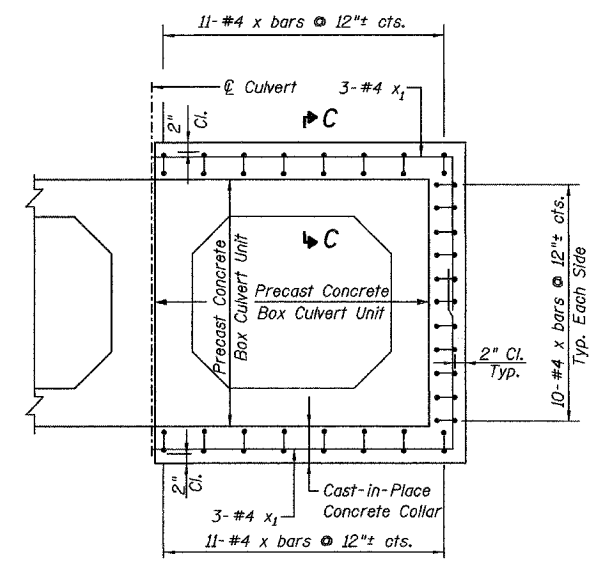 11-#4 x bars @ 12"± cts.
℄ Culvert
3-#4 x₁
2" Cl.
C
C
Precast Concrete
Box Culvert Unit
Precast Concrete
Box Culvert Unit
10-#4 x bars @ 12"± cts.
Typ. Each Side
2" Cl.
Typ.
2" Cl.
Cast-in-Place
Concrete Collar
3-#4 x₁
11-#4 x bars @ 12"± cts.